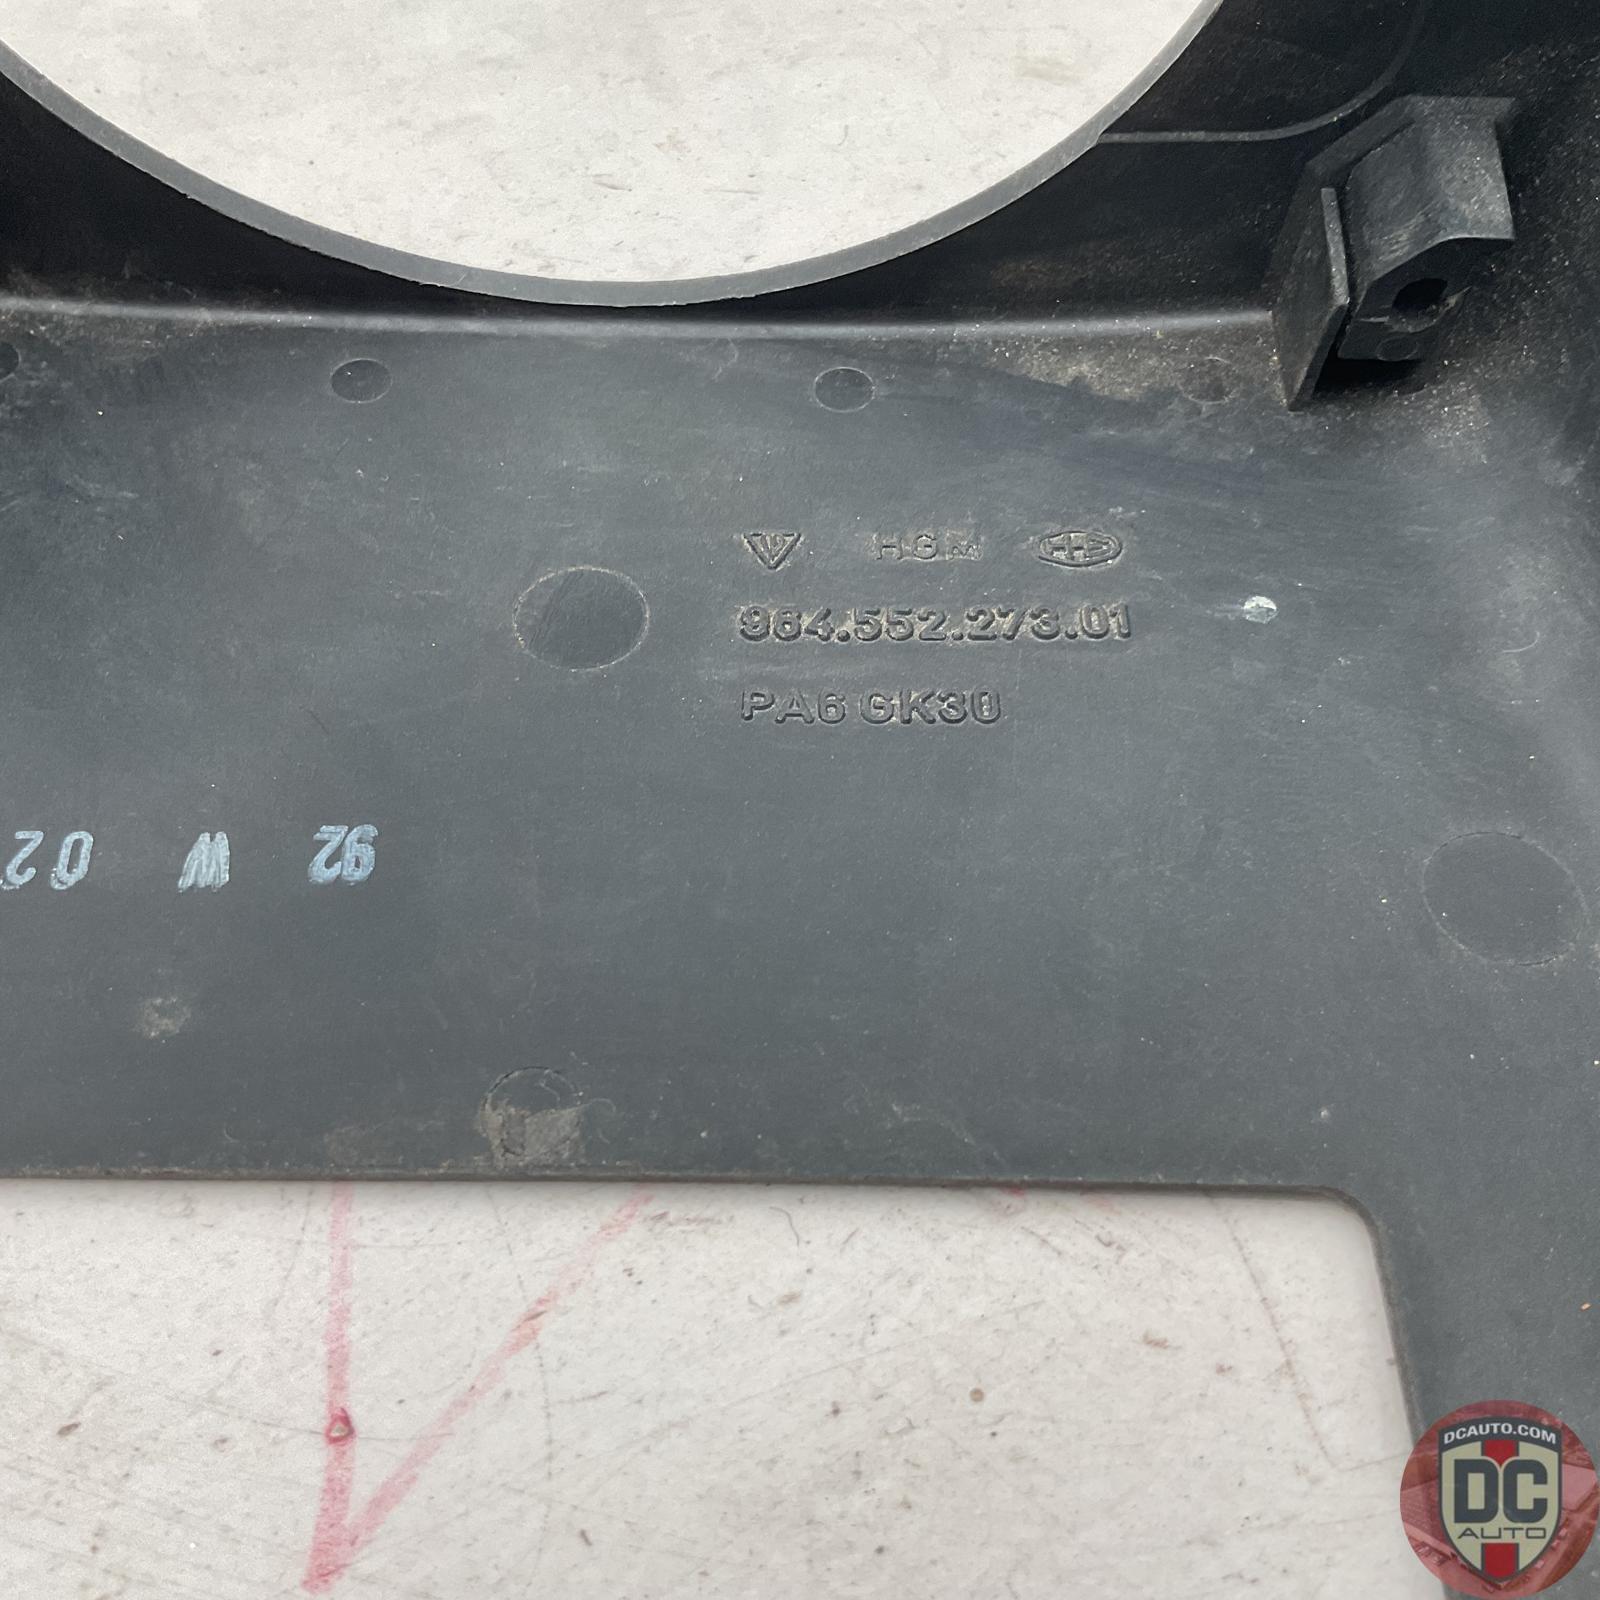 HGM
964.552.273.01
PA6 GK30
92 W 02
DCAUTO.COM
DC
AUTO